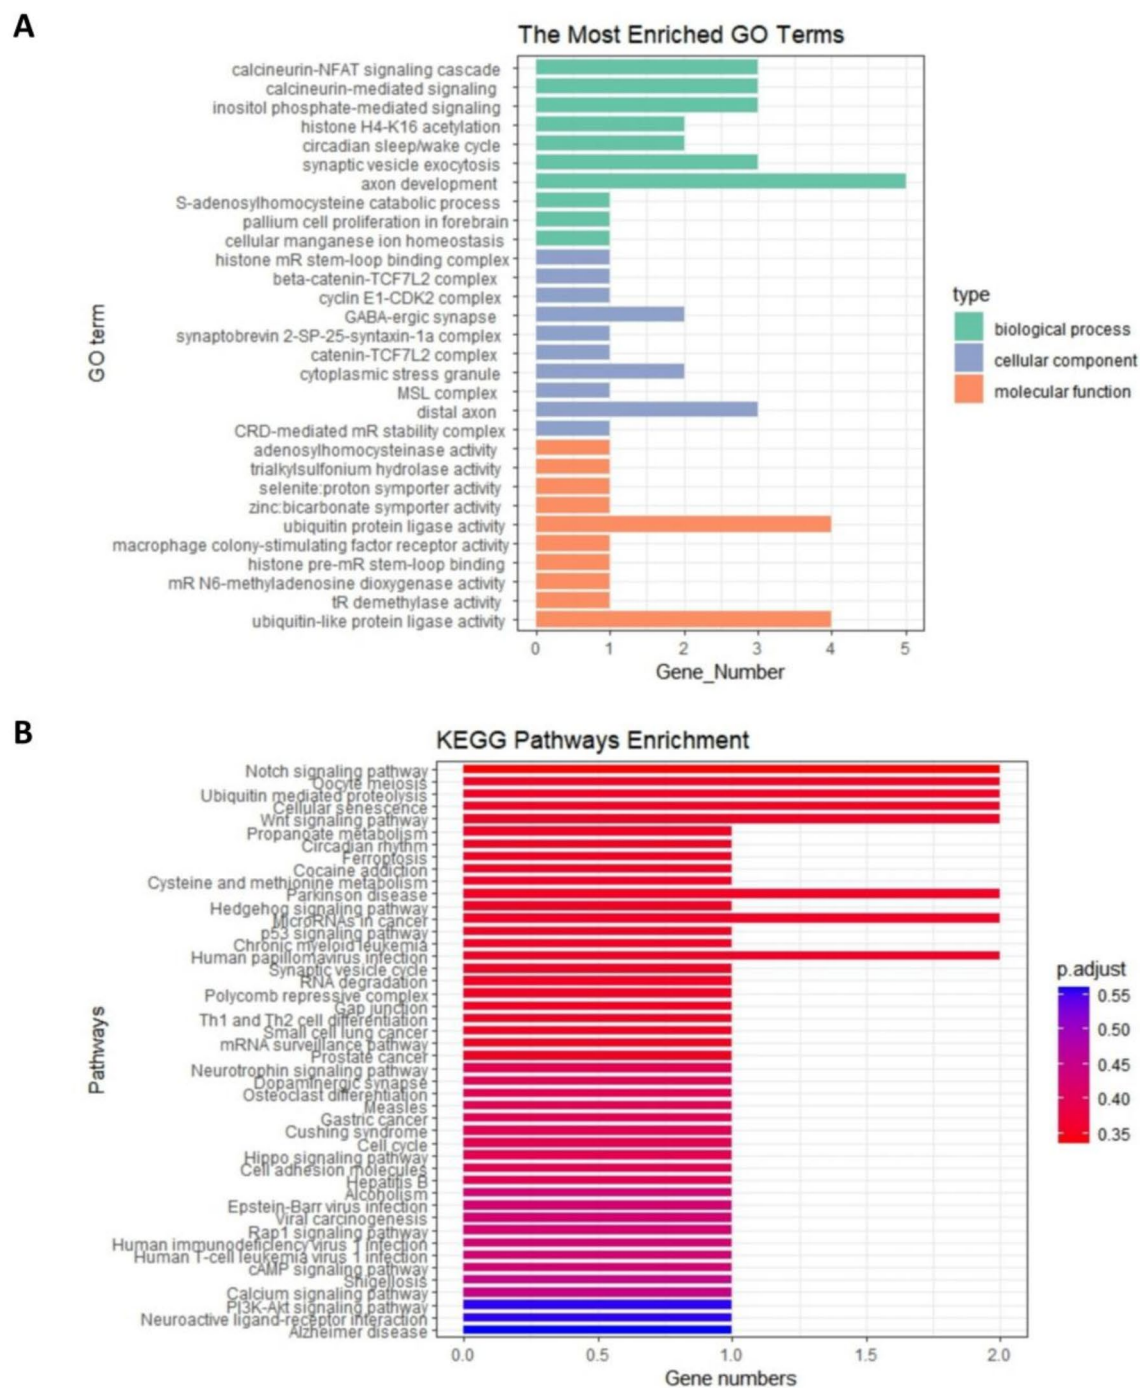 A
The Most Enriched GO Terms
calcineurin-NFAT signaling cascade
calcineurin-mediated signaling
inositol phosphate-mediated signaling
histone H4-K16 acetylation
circadian sleep/wake cycle
synaptic vesicle exocytosis
axon development
S-adenosylhomocysteine catabolic process
pallium cell proliferation in forebrain
cellular manganese ion homeostasis
histone mR stem-loop binding complex
beta-catenin-TCF7L2 complex
cyclin E1-CDK2 complex
GABA-ergic synapse
synaptobrevin 2-SP-25-syntaxin-1a complex
catenin-TCF7L2 complex
cytoplasmic stress granule
MSL complex
distal axon
CRD-mediated mR stability complex
adenosylhomocysteinase activity
trialkylsulfonium hydrolase activity
selenite:proton symporter activity
zinc:bicarbonate symporter activity
ubiquitin protein ligase activity
macrophage colony-stimulating factor receptor activity
histone pre-mR stem-loop binding
mR N6-methyladenosine dioxygenase activity
tR demethylase activity
ubiquitin-like protein ligase activity
GO term
0 1 2 3 4 5
Gene_Number
type
biological process
cellular component
molecular function
B
KEGG Pathways Enrichment
Notch signaling pathway
Oocyte meiosis
Ubiquitin mediated proteolysis
Cellular senescence
Wnt signaling pathway
Propanoate metabolism
Circadian rhythm
Ferroptosis
Cocaine addiction
Cysteine and methionine metabolism
Parkinson disease
Hedgehog signaling pathway
MicroRNAs in cancer
p53 signaling pathway
Chronic myeloid leukemia
Human papillomavirus infection
Synaptic vesicle cycle
RNA degradation
Polycomb repressive complex
Gap junction
Th1 and Th2 cell differentiation
Small cell lung cancer
mRNA surveillance pathway
Prostate cancer
Neurotrophin signaling pathway
Dopaminergic synapse
Osteoclast differentiation
Measles
Gastric cancer
Cushing syndrome
Cell cycle
Hippo signaling pathway
Cell adhesion molecules
Hepatitis B
Alcoholism
Epstein-Barr virus infection
Viral carcinogenesis
Rap1 signaling pathway
Human immunodeficiency virus 1 infection
Human T-cell leukemia virus 1 infection
cAMP signaling pathway
Shigellosis
Calcium signaling pathway
PI3K-Akt signaling pathway
Neuroactive ligand-receptor interaction
Alzheimer disease
Pathways
0.0 0.5 1.0 1.5 2.0
Gene numbers
p.adjust
0.55
0.50
0.45
0.40
0.35